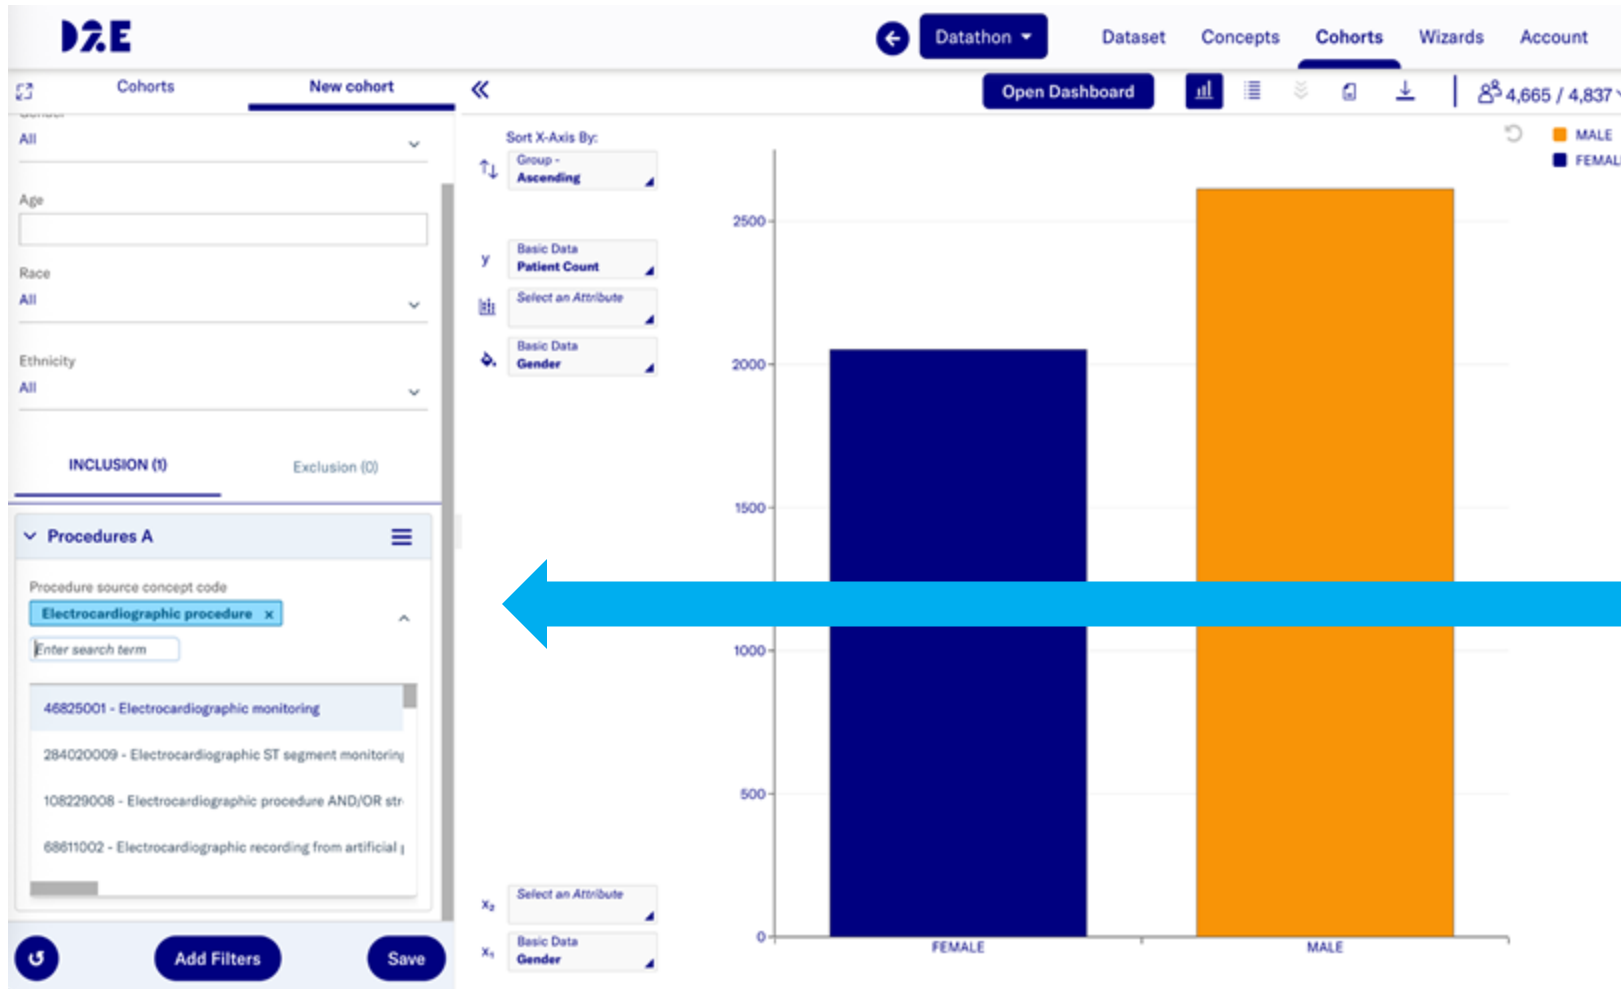 D2E
Datathon
Dataset
Concepts
Cohorts
Wizards
Account
Cohorts
New cohort
Open Dashboard
4,665 / 4,837
Gender
All
Age
Race
All
Ethnicity
All
INCLUSION (1)
Exclusion (0)
Procedures A
Procedure source concept code
Electrocardiographic procedure x
Enter search term
46825001 - Electrocardiographic monitoring
284020009 - Electrocardiographic ST segment monitoring
108229008 - Electrocardiographic procedure AND/OR str
68611002 - Electrocardiographic recording from artificial
Add Filters
Save
Sort X-Axis By:
Group -
Ascending
y
Basic Data
Patient Count
Select an Attribute
Basic Data
Gender
x₂
Select an Attribute
x₁
Basic Data
Gender
MALE
FEMAL
2500
2000
1500
1000
500
0
FEMALE
MALE